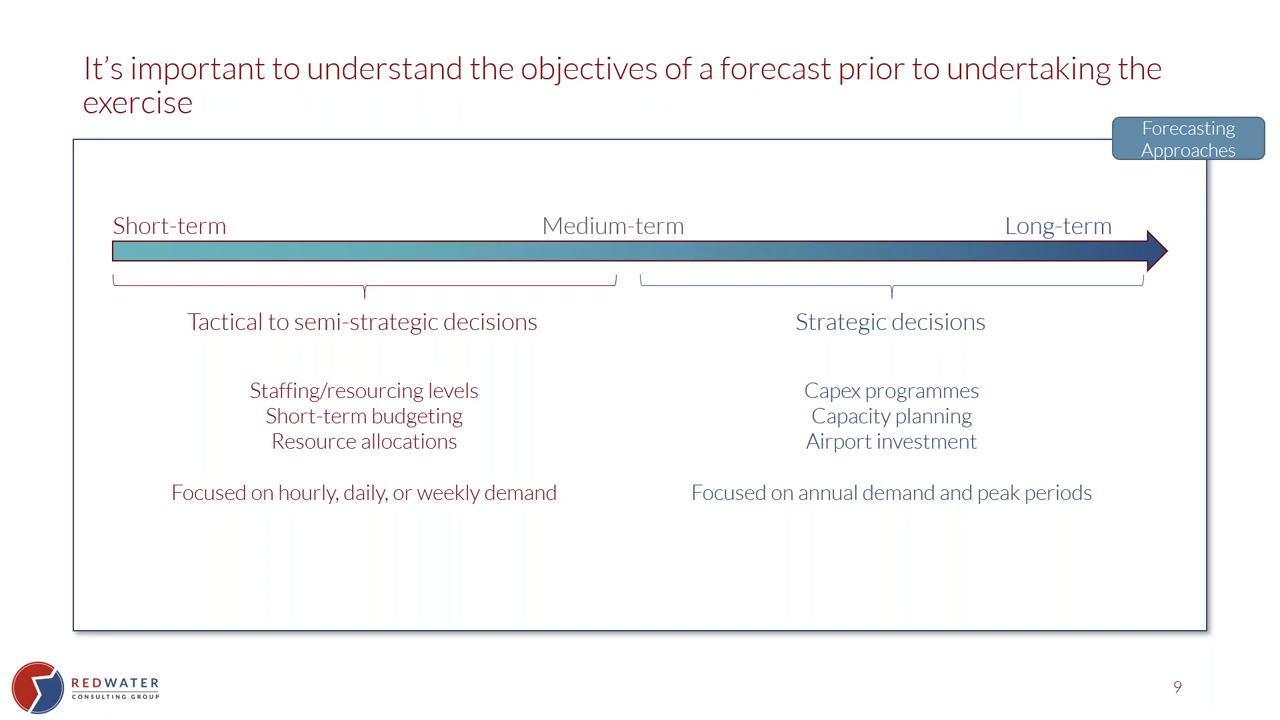 It’s important to understand the objectives of a forecast prior to undertaking the
exercise
Forecasting
Approaches
Short-term
Medium-term
Long-term
Tactical to semi-strategic decisions
Staffing/resourcing levels
Short-term budgeting
Resource allocations
Focused on hourly, daily, or weekly demand
Strategic decisions
Capex programmes
Capacity planning
Airport investment
Focused on annual demand and peak periods
REDWATER
CONSULTING GROUP
9